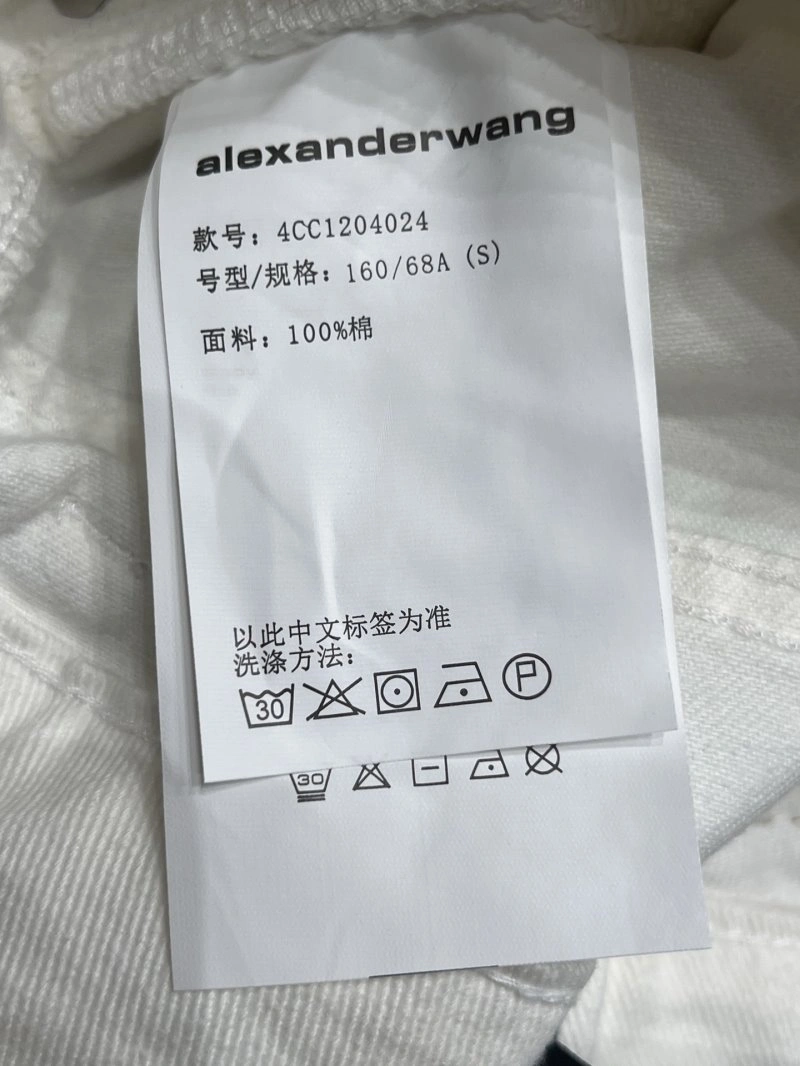 alexanderwang
款号：4CC1204024
号型/规格：160/68A（S）
面料：100%棉
以此中文标签为准
洗涤方法：
30
P
30